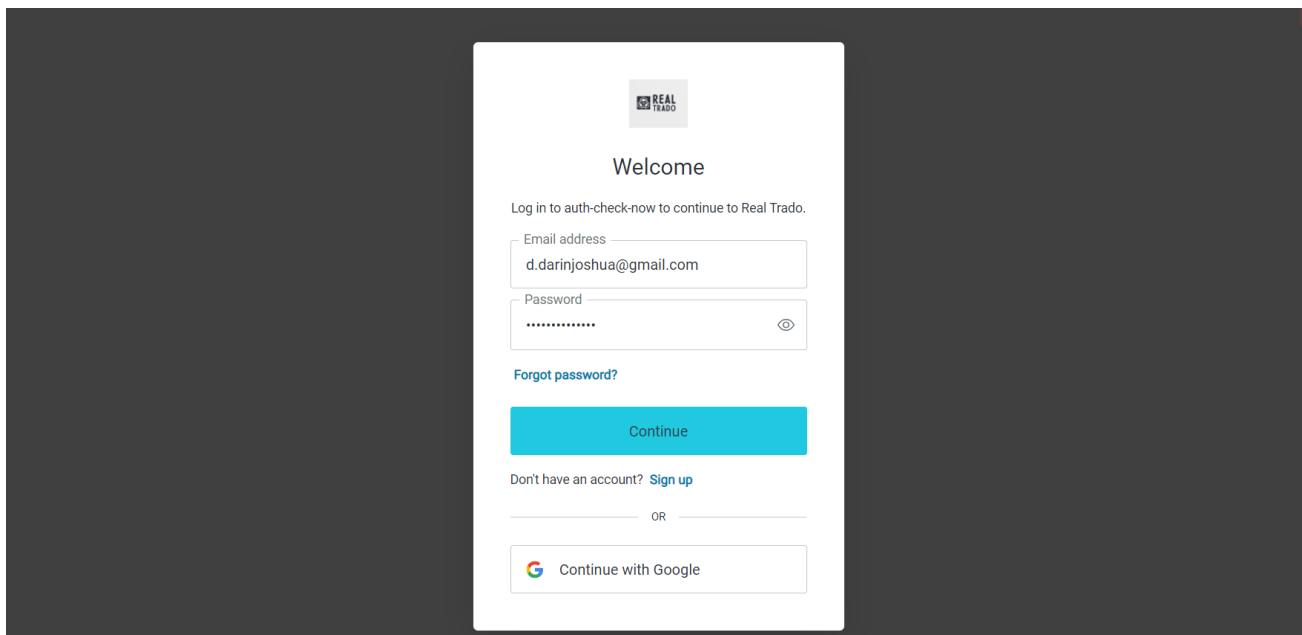 REAL
TRADO
Welcome
Log in to auth-check-now to continue to Real Trado.
Email address
d.darinjoshua@gmail.com
Password
••••••••••••••
Forgot password?
Continue
Don't have an account? Sign up
OR
Continue with Google